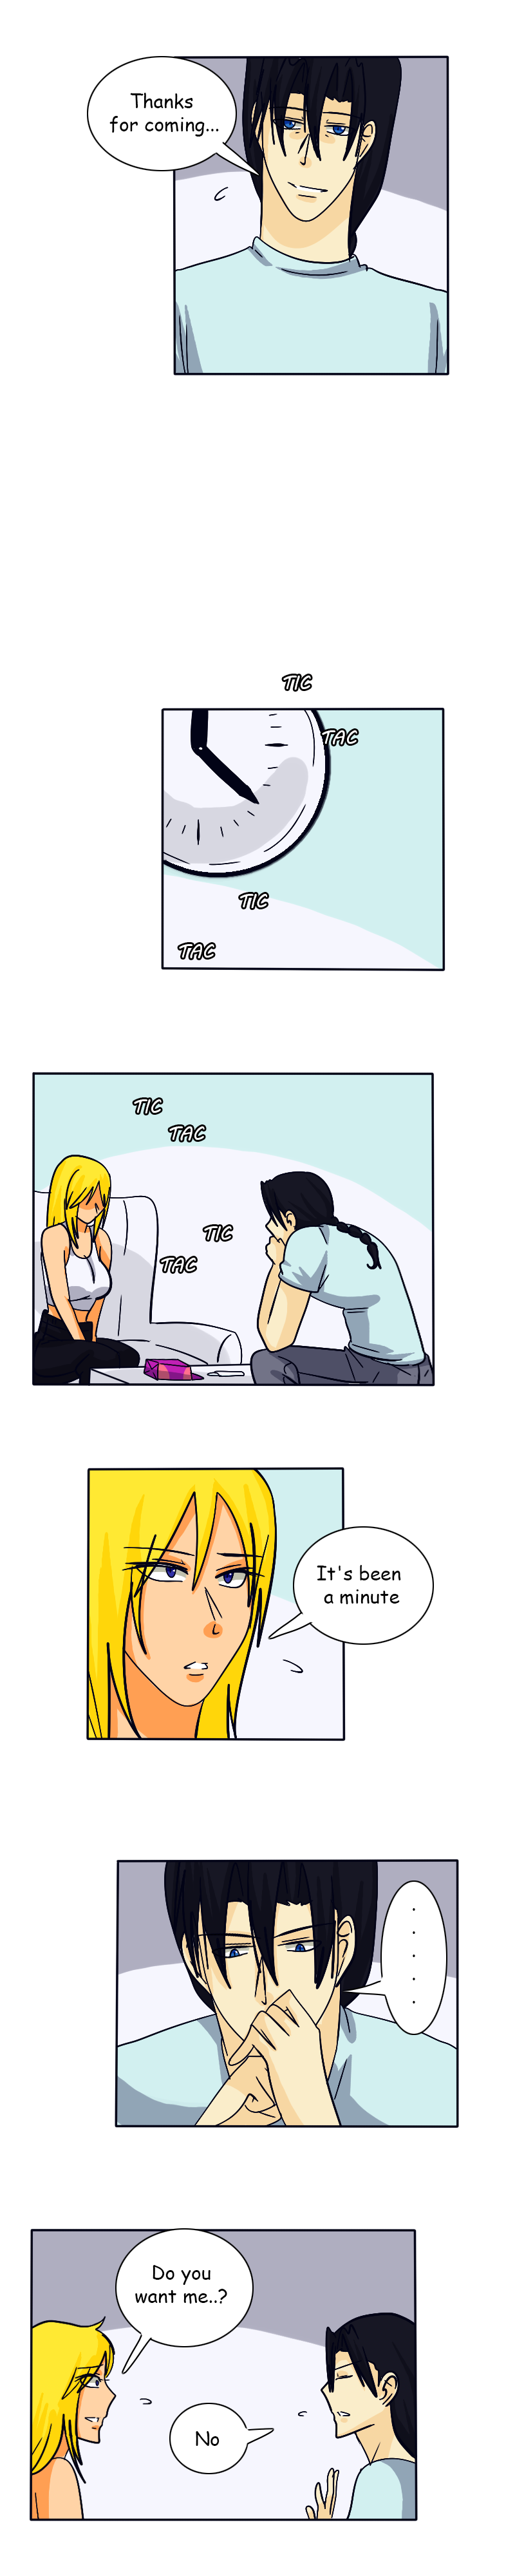 Thanks
for coming...
TIC
TAC
TIC
TAC
TIC
TAC
TIC
TAC
It's been
a minute
.
.
.
.
.
Do you
want me..?
No